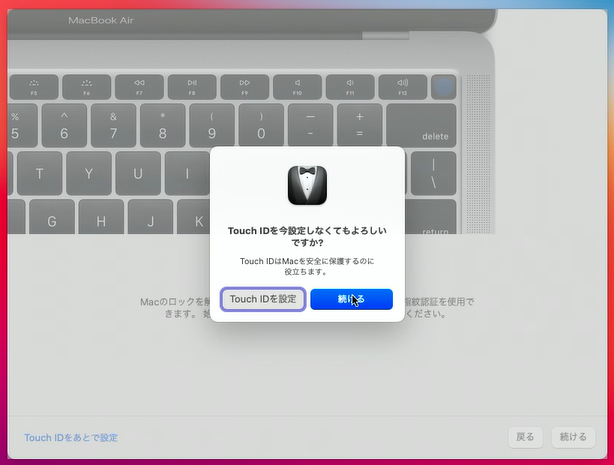 MacBook Air
F5 F6 F7 F8 F9 F10 F11 F12
% ^ & * ( ) — +
5 6 7 8 9 0 - = delete
T Y U I | \
G H J K return
Touch IDを今設定しなくてもよろしい
ですか?
Touch IDはMacを安全に保護するのに
役立ちます。
Touch IDを設定 続ける
Macのロックを解 指紋認証を使用で
きます。 始 ください。
Touch IDをあとで設定 戻る 続ける